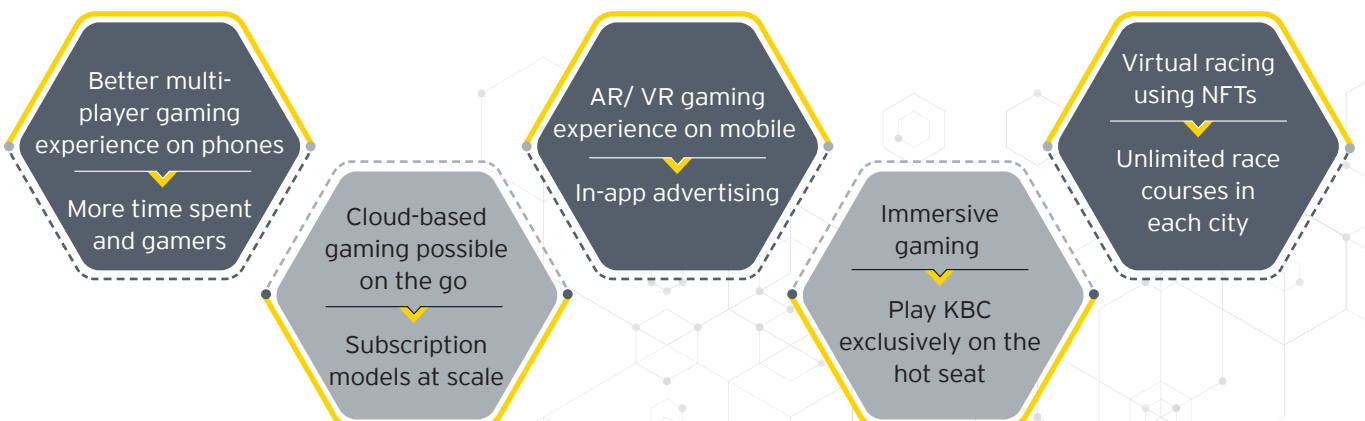 Better multi-
player gaming
experience on phones
More time spent
and gamers
Cloud-based
gaming possible
on the go
Subscription
models at scale
AR/ VR gaming
experience on mobile
In-app advertising
Immersive
gaming
Play KBC
exclusively on the
hot seat
Virtual racing
using NFTs
Unlimited race
courses in
each city